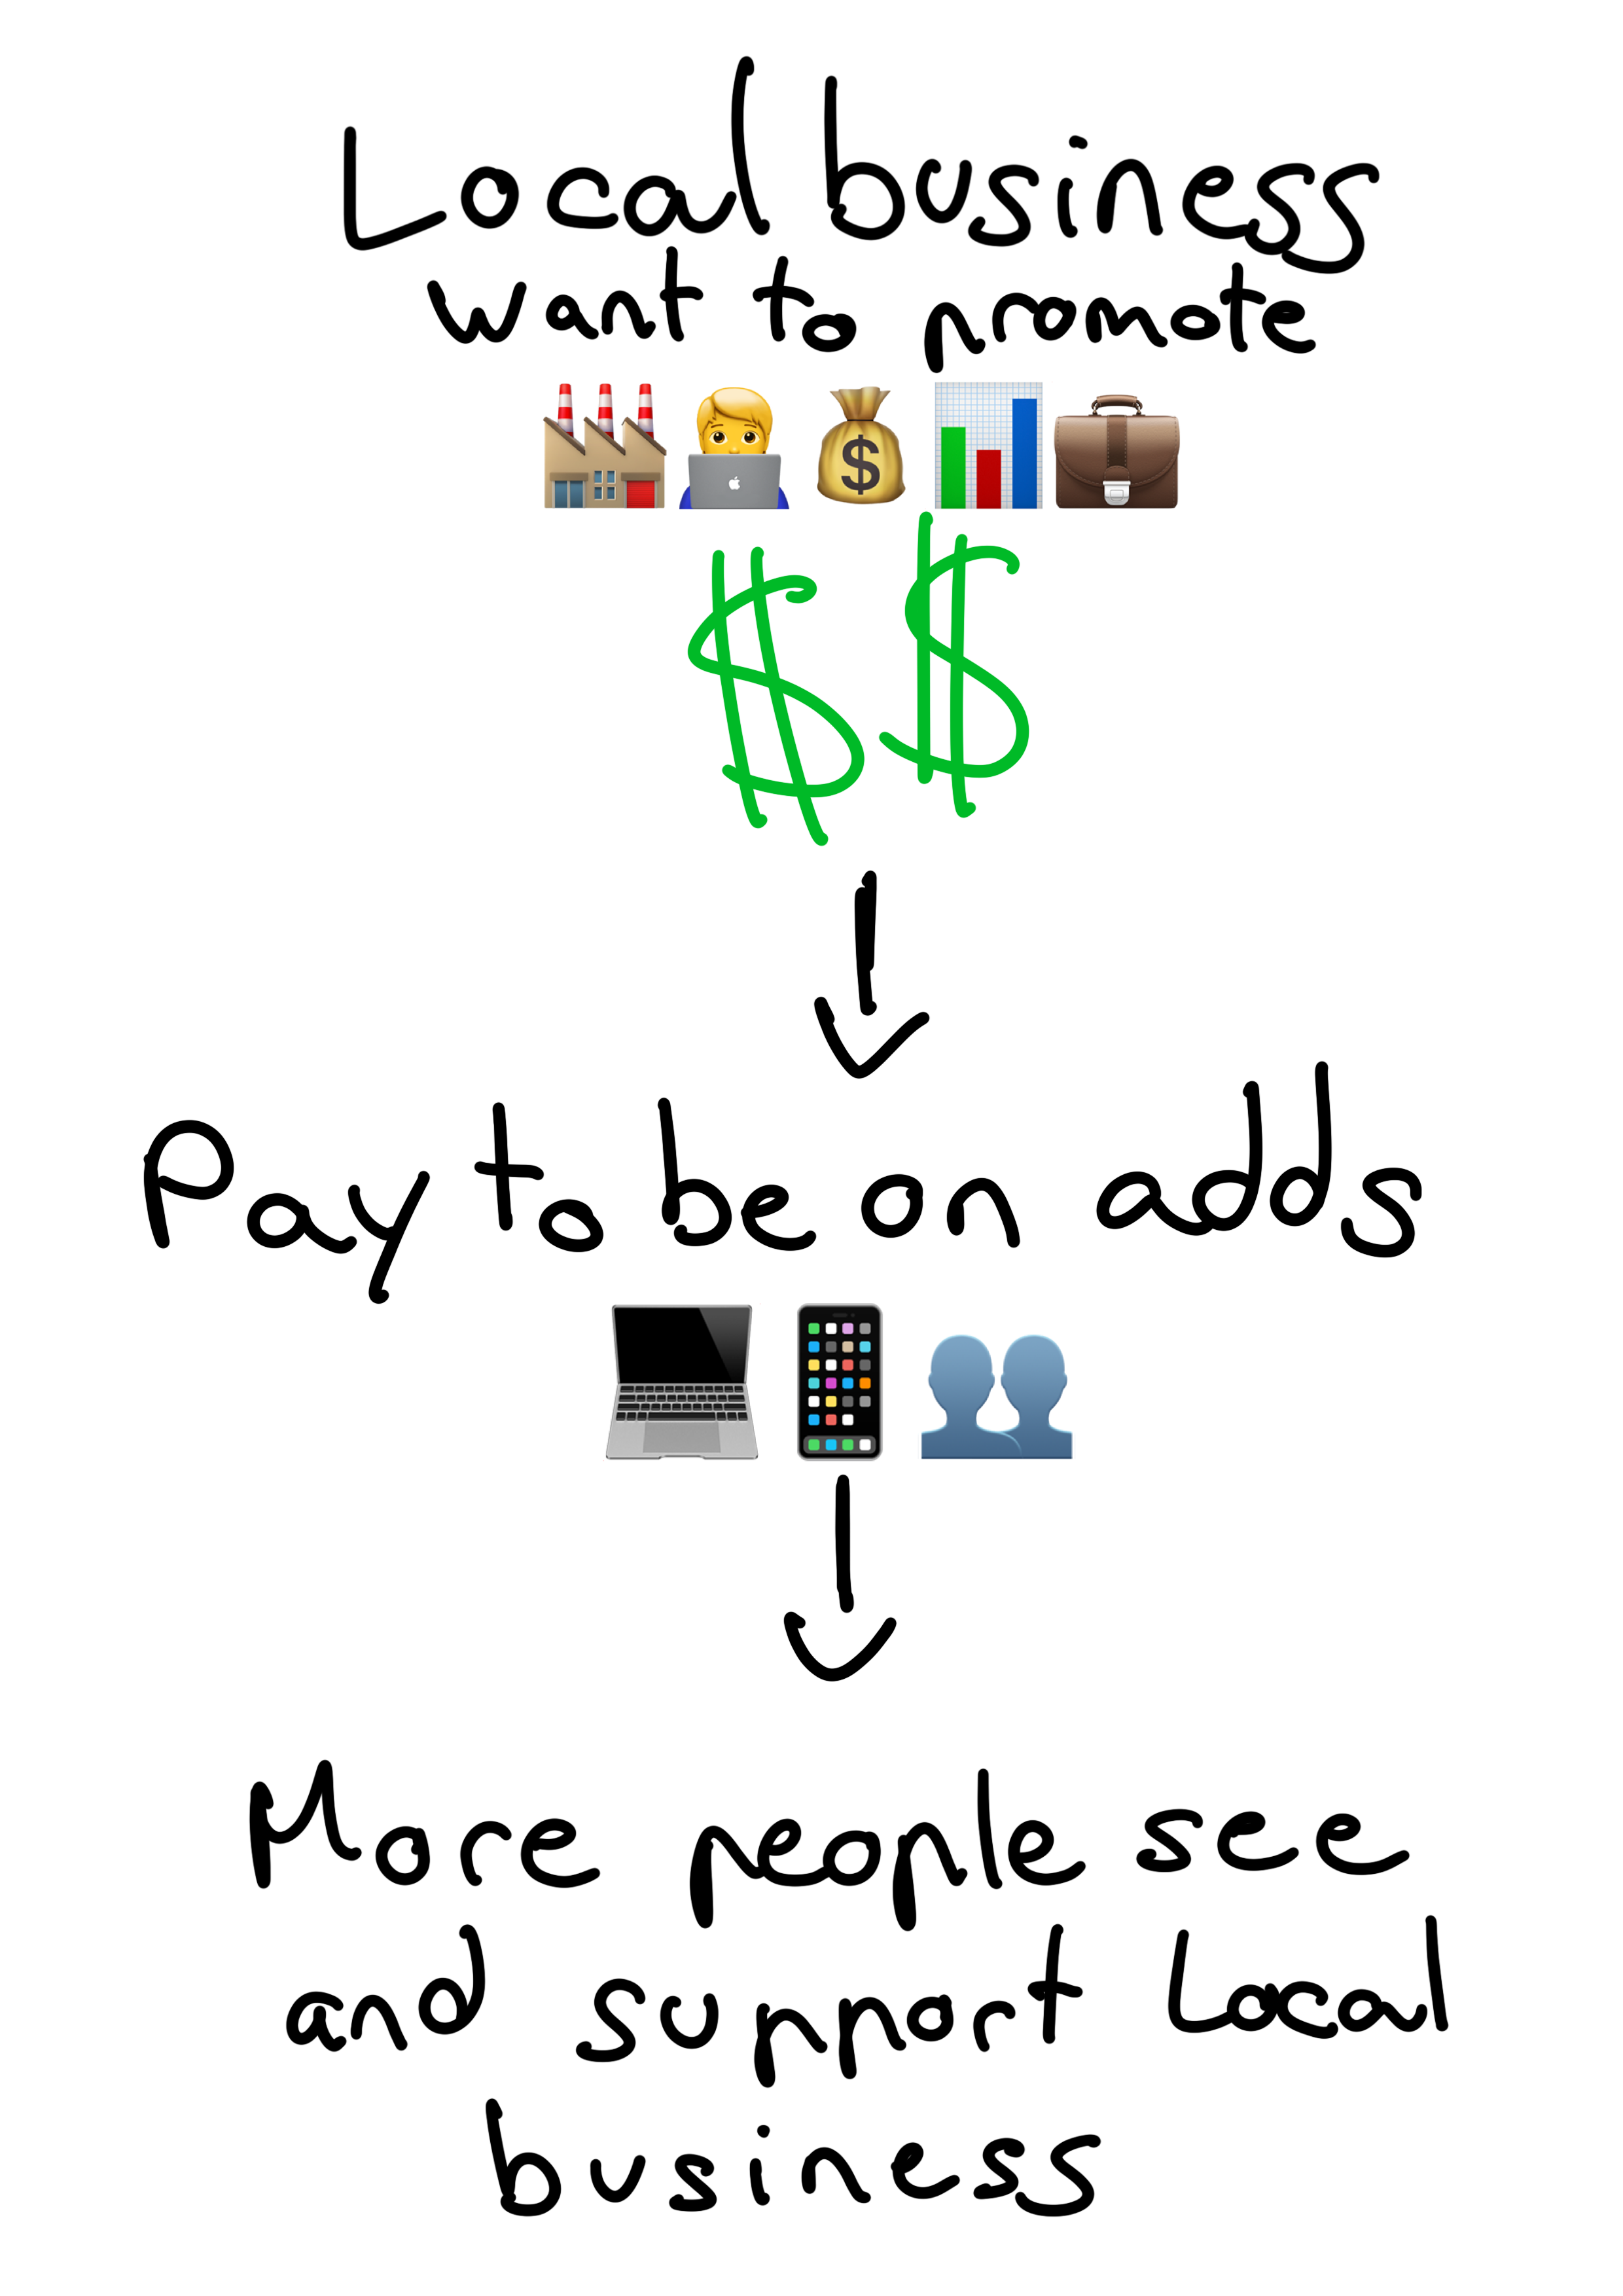 Local business
want to promote
$
$$
Pay to be on adds
More people see
and support Local
business